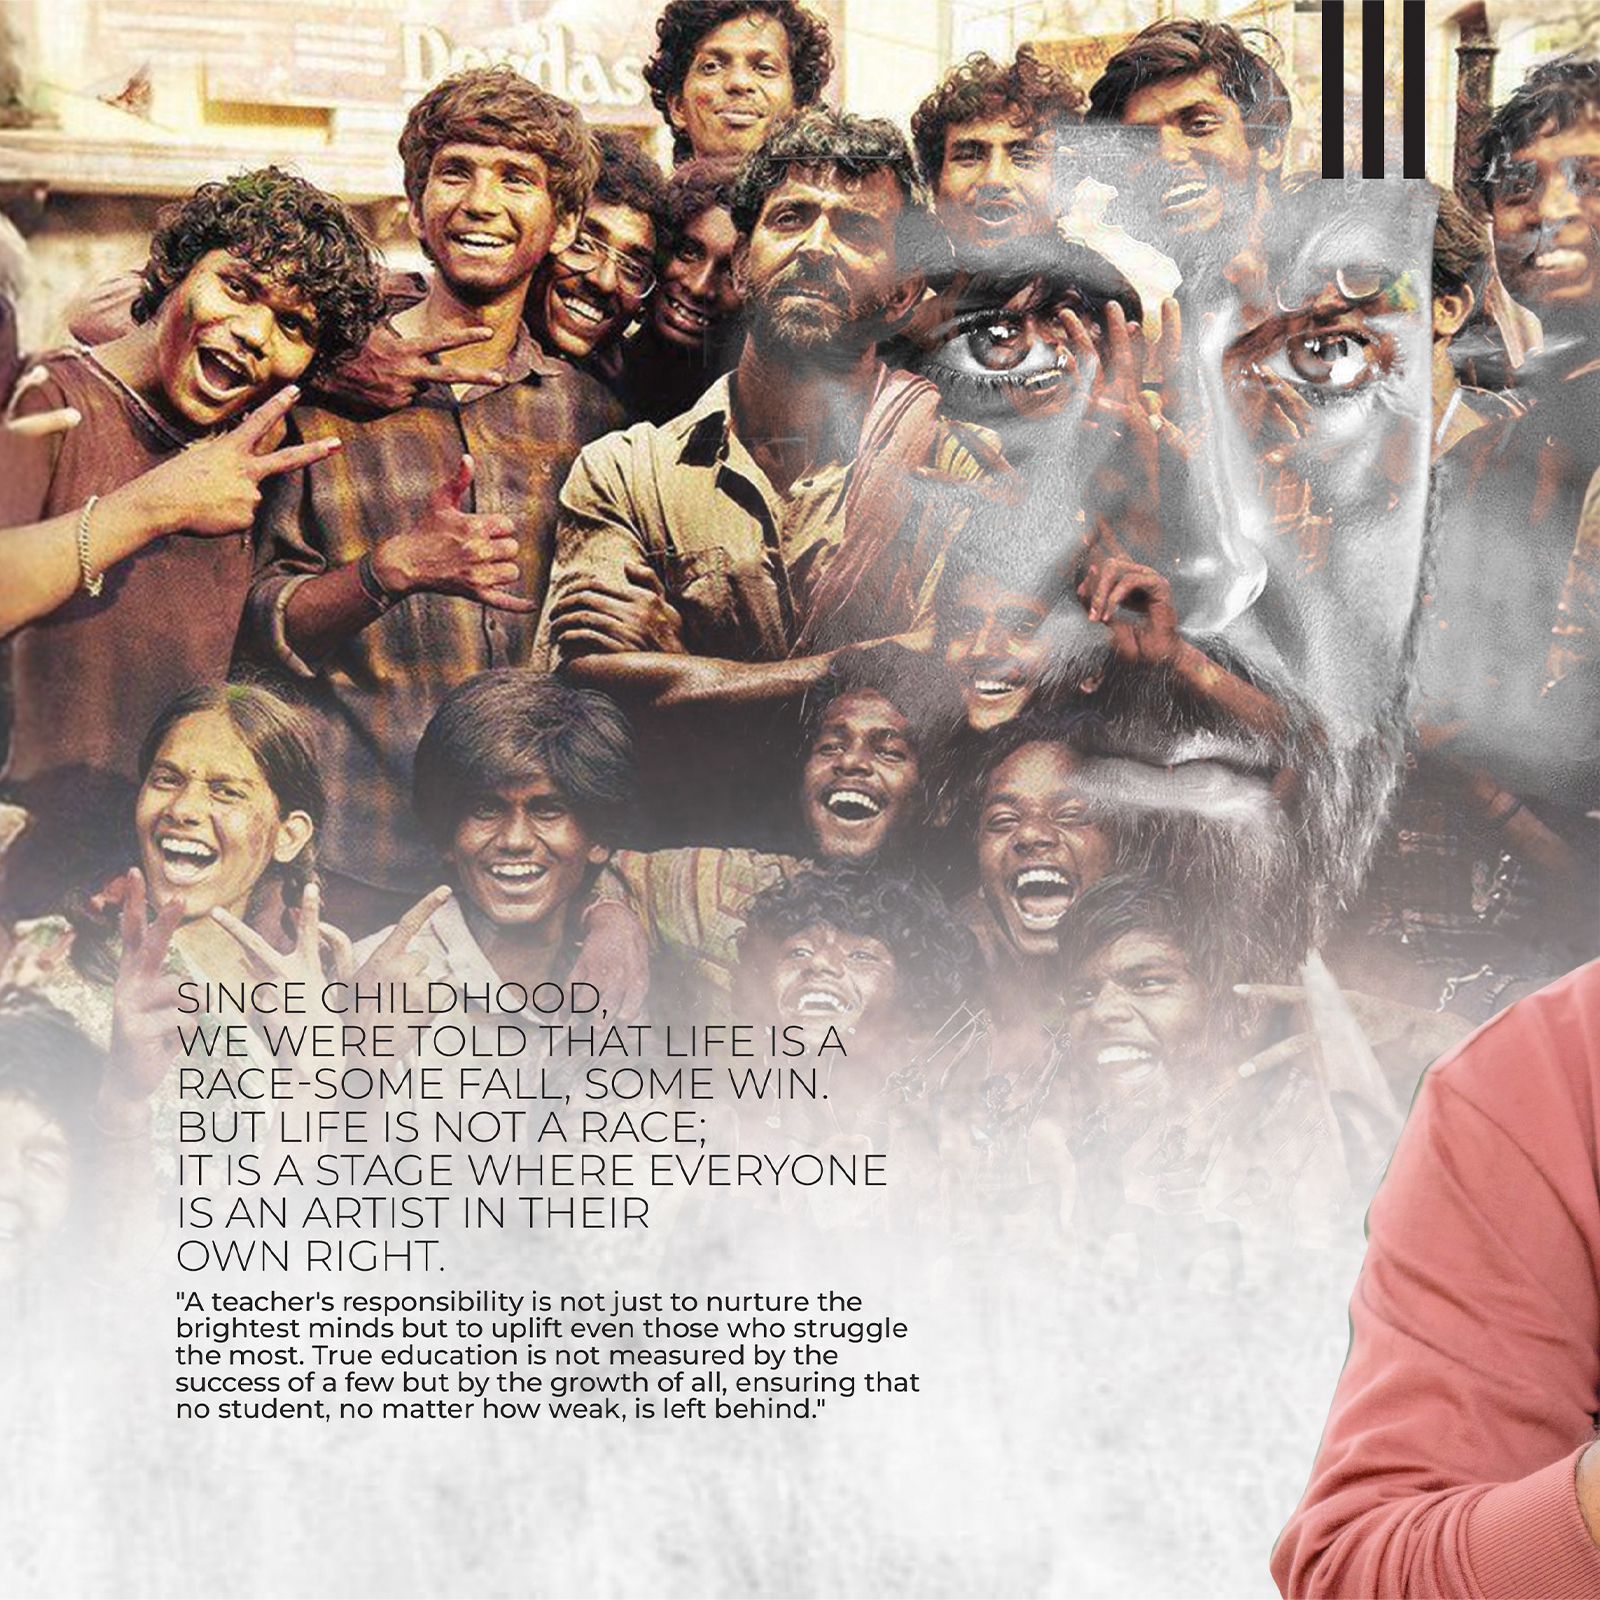 SINCE CHILDHOOD,
WE WERE TOLD THAT LIFE IS A
RACE-SOME FALL, SOME WIN.
BUT LIFE IS NOT A RACE;
IT IS A STAGE WHERE EVERYONE
IS AN ARTIST IN THEIR
OWN RIGHT.
"A teacher's responsibility is not just to nurture the
brightest minds but to uplift even those who struggle
the most. True education is not measured by the
success of a few but by the growth of all, ensuring that
no student, no matter how weak, is left behind."